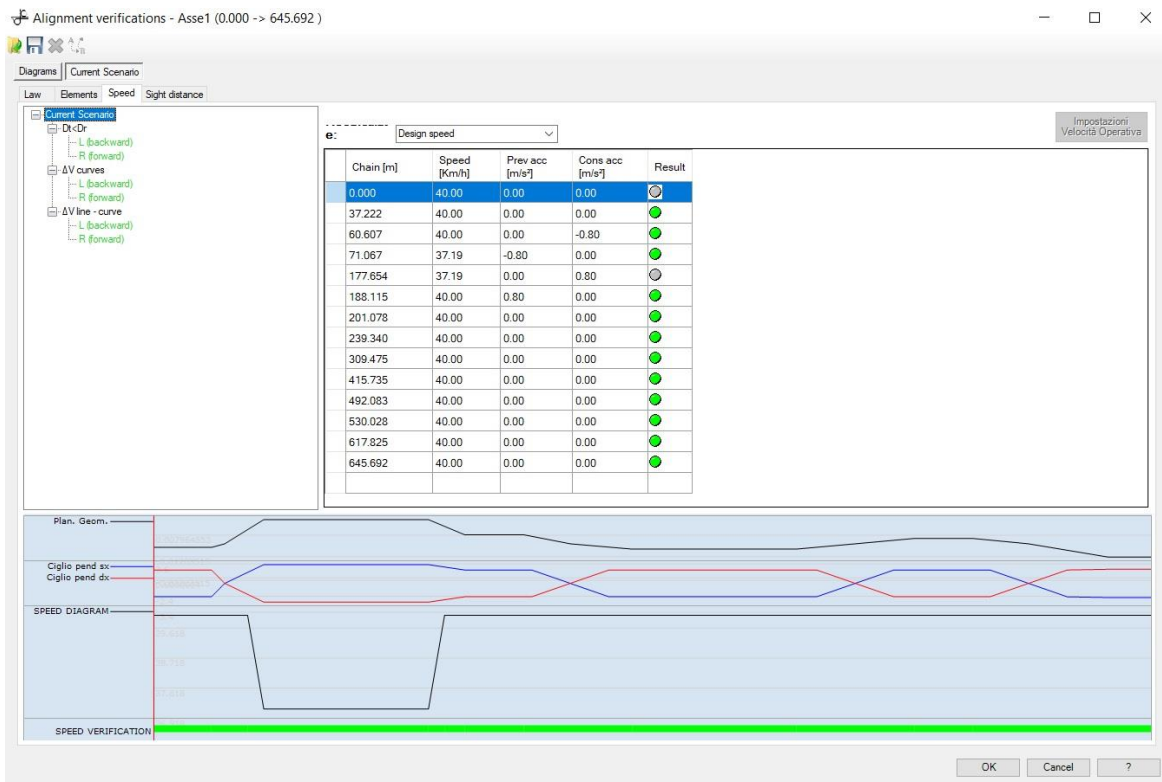 Alignment verifications - Asse1 (0.000 -> 645.692 )
Diagrams Current Scenario
Law Elements Speed Sight distance
Current Scenario
Dt<Dr
L (backward)
R (forward)
ΔV curves
L (backward)
R (forward)
ΔV line - curve
L (backward)
R (forward)
e: Design speed
Impostazioni
Velocità Operativa
Chain [m] Speed [Km/h] Prev acc [m/s²] Cons acc [m/s²] Result
0.000 40.00 0.00 0.00
37.222 40.00 0.00 0.00
60.607 40.00 0.00 -0.80
71.067 37.19 -0.80 0.00
177.654 37.19 0.00 0.80
188.115 40.00 0.80 0.00
201.078 40.00 0.00 0.00
239.340 40.00 0.00 0.00
309.475 40.00 0.00 0.00
415.735 40.00 0.00 0.00
492.083 40.00 0.00 0.00
530.028 40.00 0.00 0.00
617.825 40.00 0.00 0.00
645.692 40.00 0.00 0.00
Plan. Geom.
Ciglio pend sx
Ciglio pend dx
SPEED DIAGRAM
SPEED VERIFICATION
OK Cancel ?